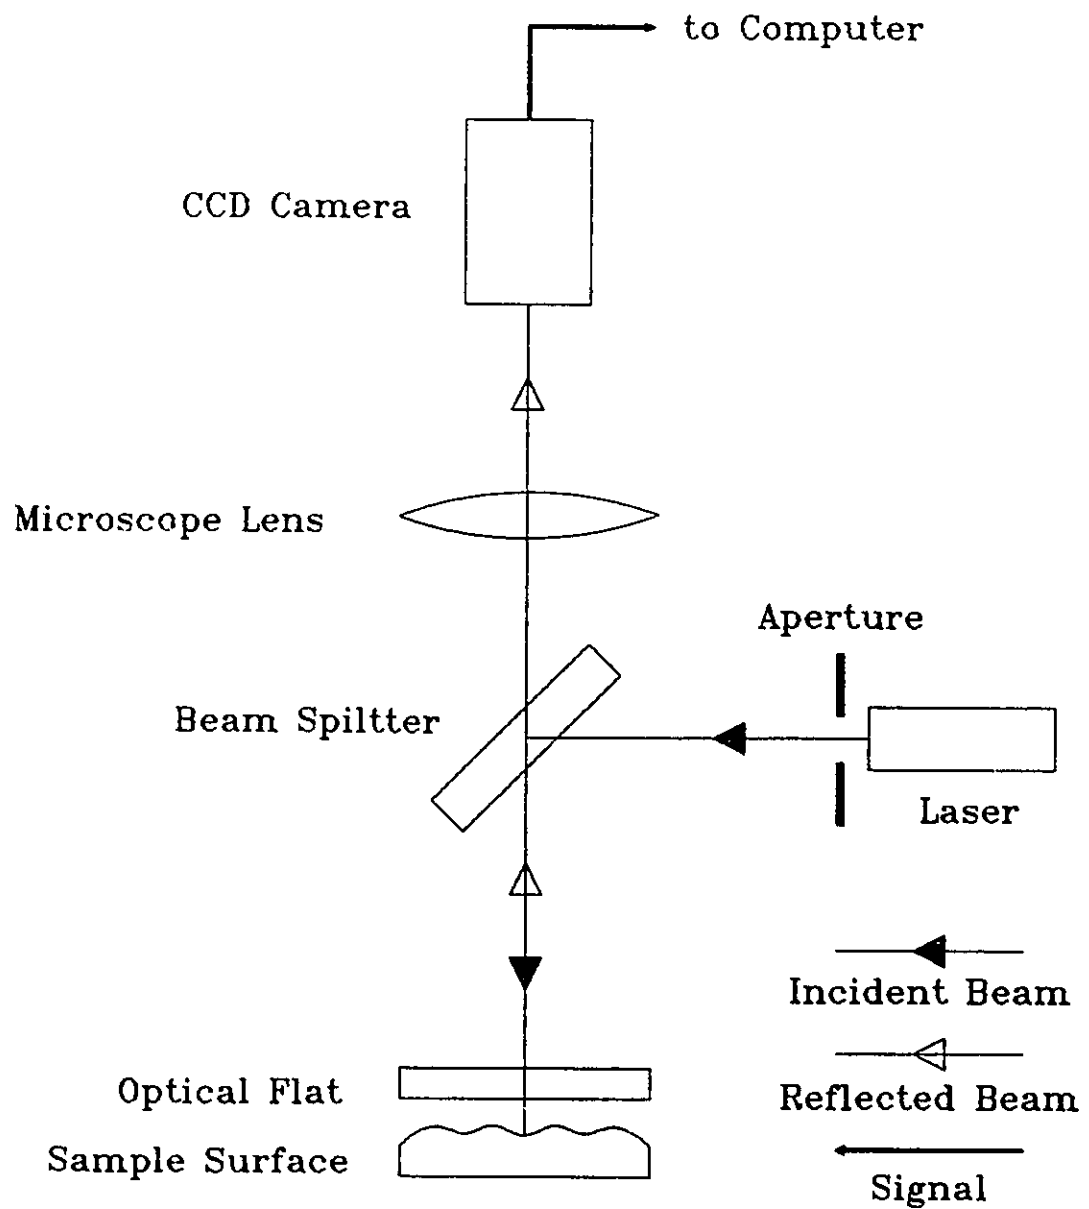 to Computer
CCD Camera
Microscope Lens
Aperture
Beam Spiltter
Laser
Incident Beam
Optical Flat
Reflected Beam
Sample Surface
Signal